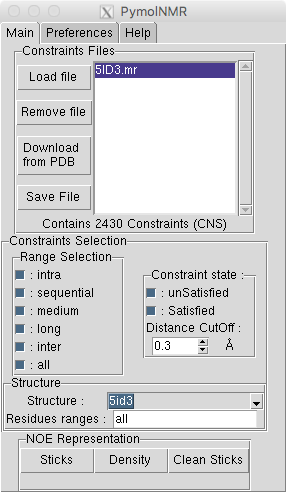 PymolNMR
Main Preferences Help
Constraints Files
Load file
Remove file
Download
from PDB
Save File
5ID3.mr
Contains 2430 Constraints (CNS)
Constraints Selection
Range Selection
: intra
: sequential
: medium
: long
: inter
: all
Constraint state :
: unSatisfied
: Satisfied
Distance CutOff :
0.3 Å
Structure
Structure : 5id3
Residues ranges : all
NOE Representation
Sticks Density Clean Sticks